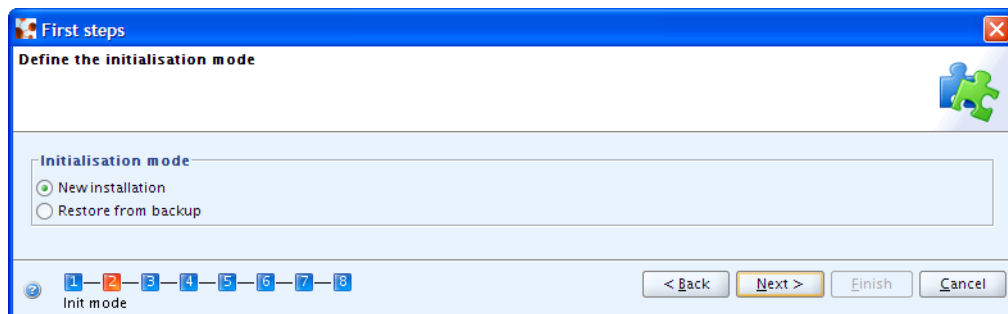 First steps
Define the initialisation mode
Initialisation mode
New installation
Restore from backup
1 2 3 4 5 6 7 8
Init mode
< Back Next > Finish Cancel